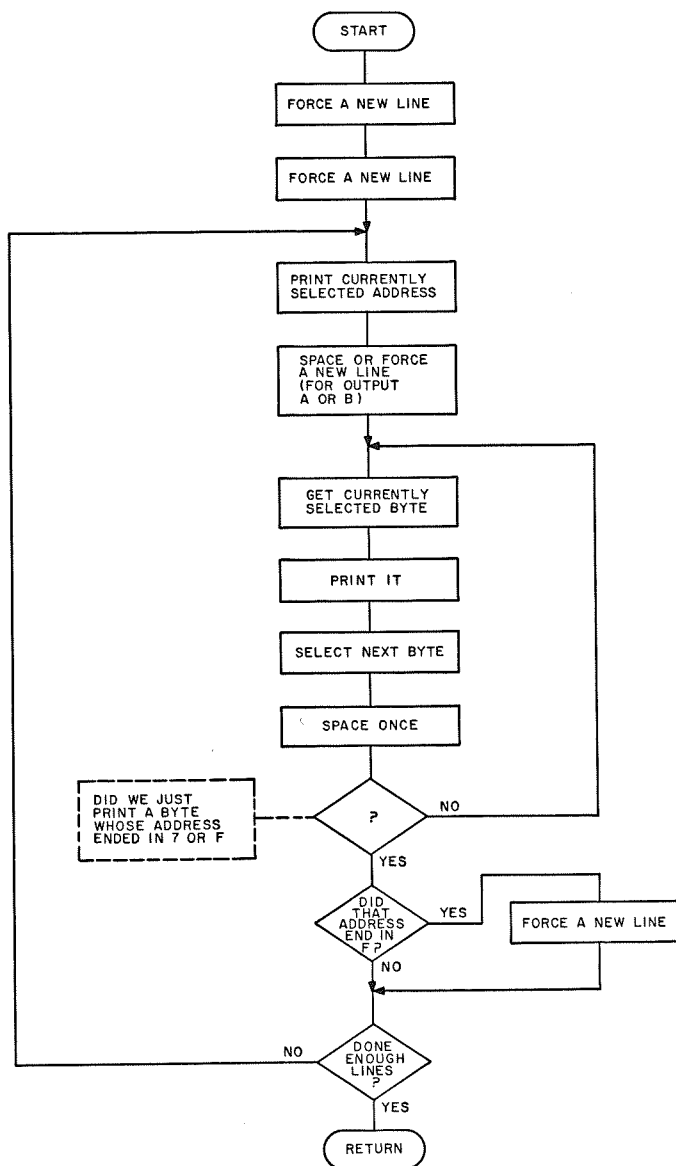 START
FORCE A NEW LINE
FORCE A NEW LINE
PRINT CURRENTLY
SELECTED ADDRESS
SPACE OR FORCE
A NEW LINE
(FOR OUTPUT
A OR B)
GET CURRENTLY
SELECTED BYTE
PRINT IT
SELECT NEXT BYTE
SPACE ONCE
DID WE JUST
PRINT A BYTE
WHOSE ADDRESS
ENDED IN 7 OR F
?
NO
YES
DID
THAT
ADDRESS
END IN
F?
YES
FORCE A NEW LINE
NO
DONE
ENOUGH
LINES
?
NO
YES
RETURN